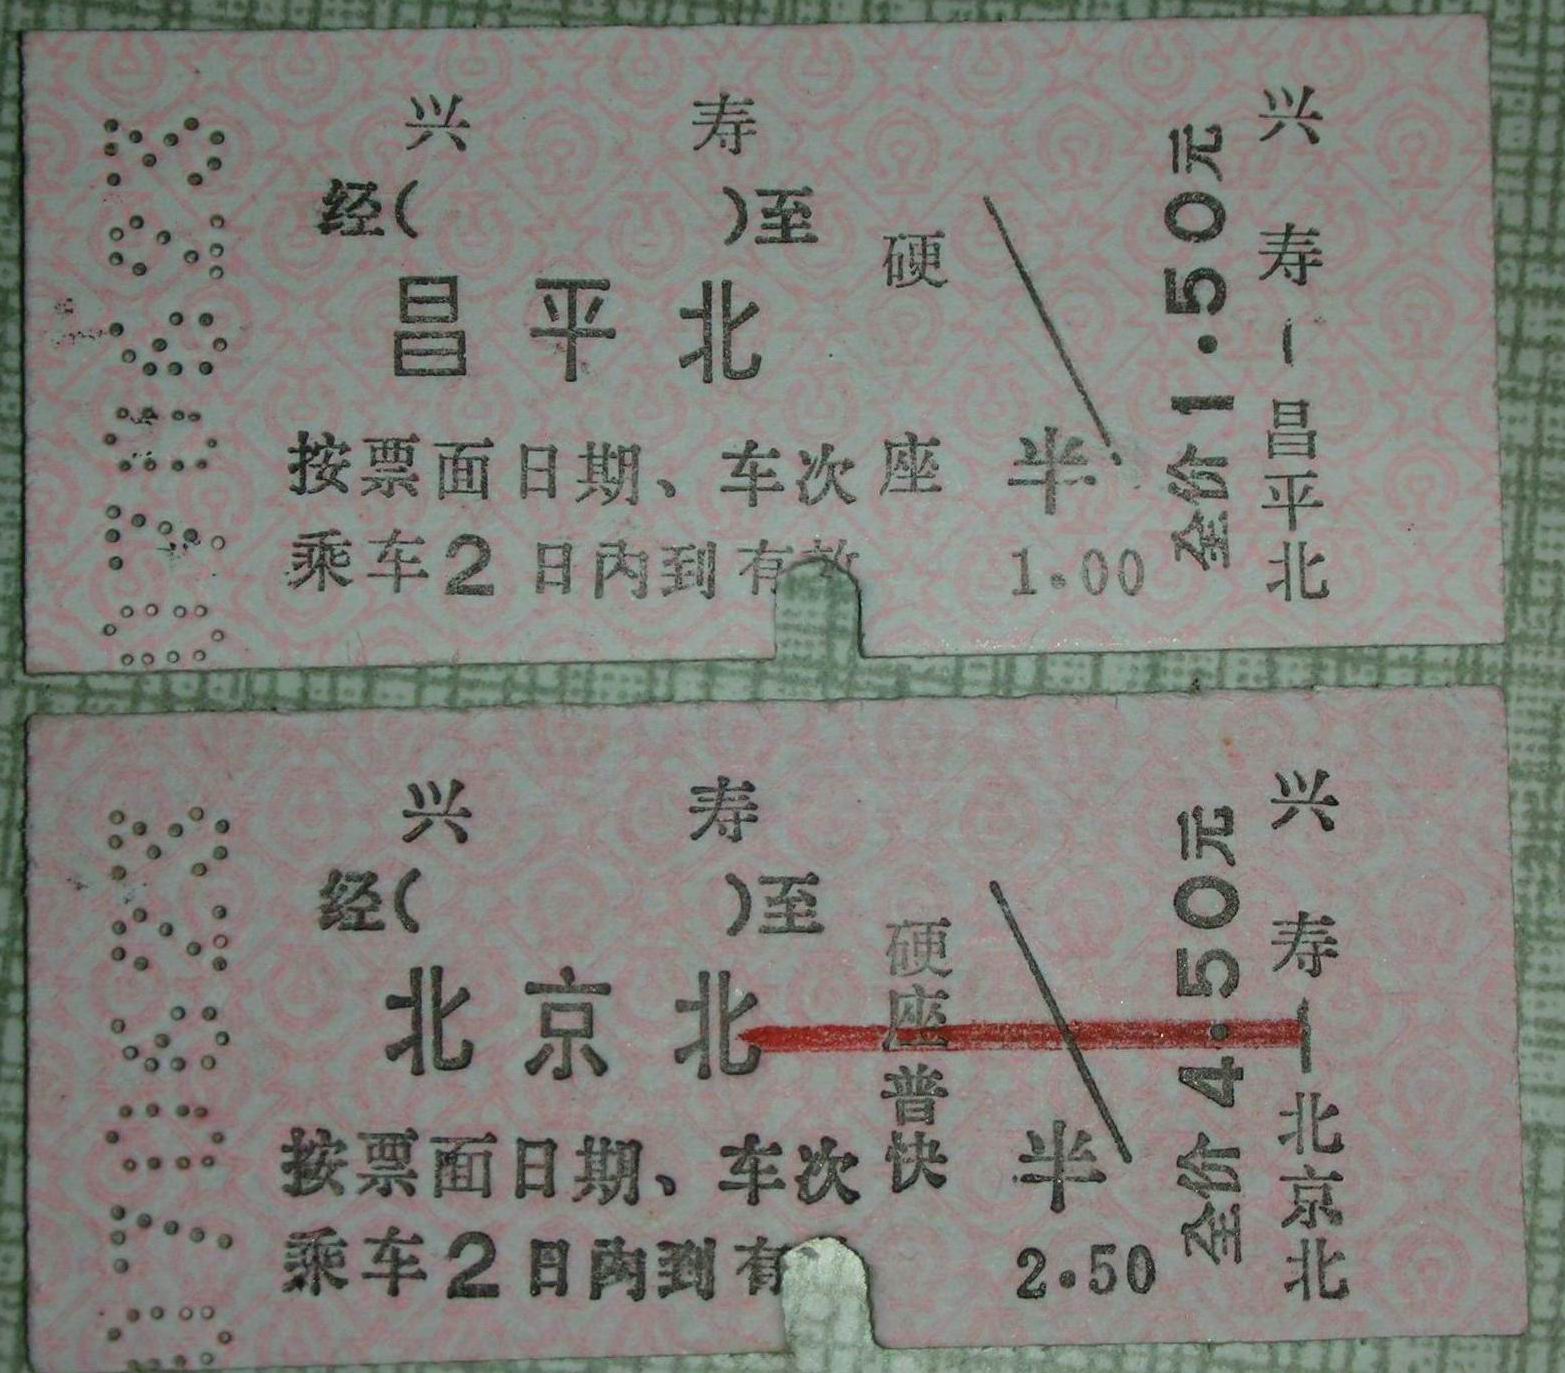 兴 寿
经( )至
昌平北
硬座
按票面日期、车次
乘车2日内到有效
半
1.00
全价1.50元
兴寿—昌平北
兴 寿
经( )至
北京北
硬座普快
按票面日期、车次
乘车2日内到有
半
2.50
全价4.50元
兴寿—北京北